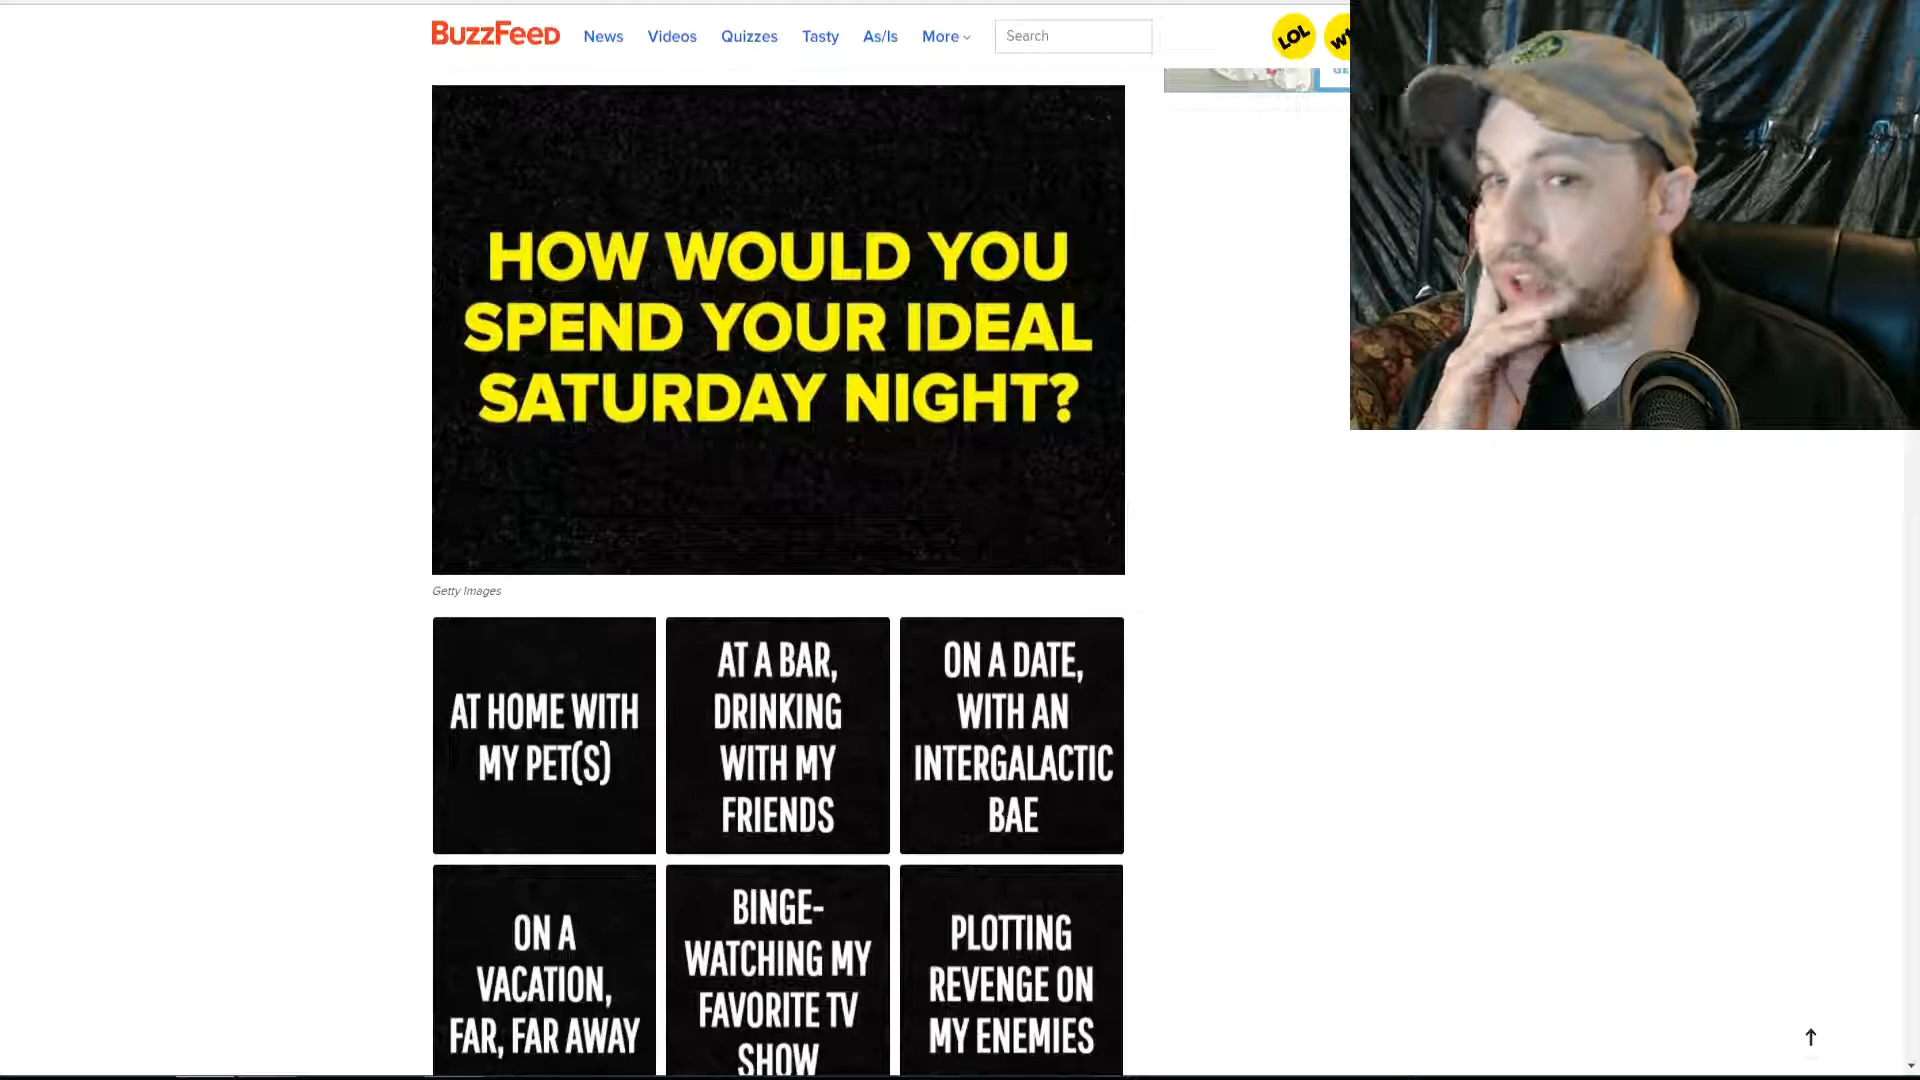 BuzzFeed News Videos Quizzes Tasty As/Is More Search LOL
HOW WOULD YOU
SPEND YOUR IDEAL
SATURDAY NIGHT?
Getty Images
AT HOME WITH
MY PET(S)
AT A BAR,
DRINKING
WITH MY
FRIENDS
ON A DATE,
WITH AN
INTERGALACTIC
BAE
ON A
VACATION,
FAR, FAR AWAY
BINGE-
WATCHING MY
FAVORITE TV
SHOW
PLOTTING
REVENGE ON
MY ENEMIES